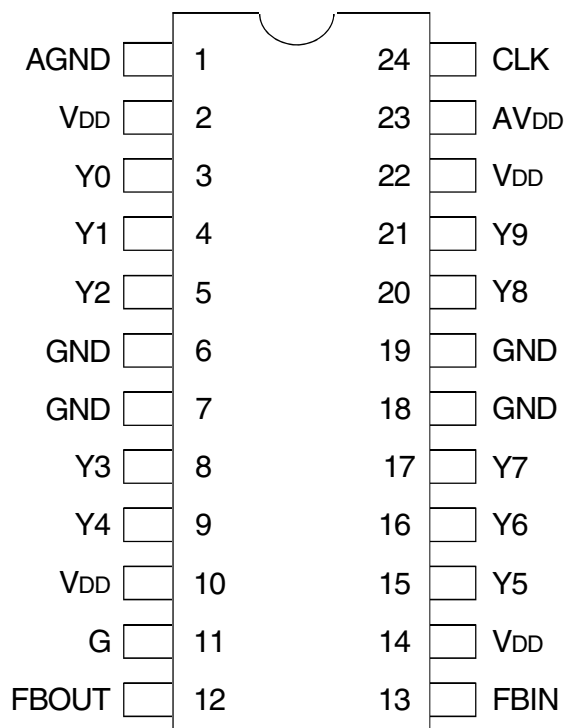 AGND 1 24 CLK
VDD 2 23 AVDD
Y0 3 22 VDD
Y1 4 21 Y9
Y2 5 20 Y8
GND 6 19 GND
GND 7 18 GND
Y3 8 17 Y7
Y4 9 16 Y6
VDD 10 15 Y5
G 11 14 VDD
FBOUT 12 13 FBIN